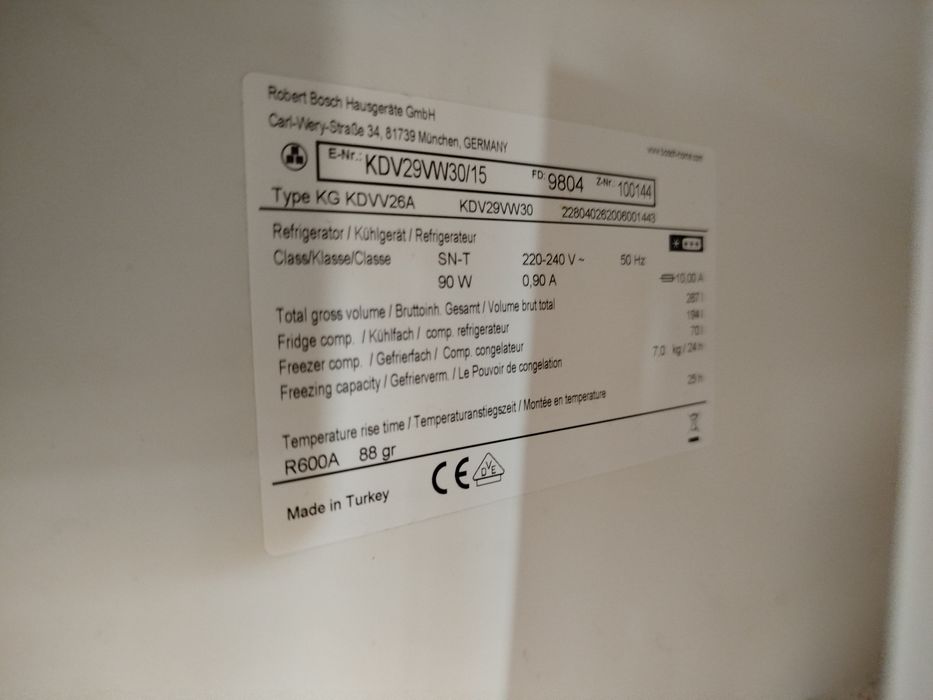 Robert Bosch Hausgeräte GmbH
Carl-Wery-Straße 34, 81739 München, GERMANY
www.bosch-home.com
E-Nr.: KDV29VW30/15 FD: 9804 Z-Nr.: 100144
Type KG KDVV26A KDV29VW30 228040262006001443
Refrigerator / Kühlgerät / Refrigerateur
Class/Klasse/Classe SN-T 220-240 V ~ 50 Hz
90 W 0,90 A 10,00 A
Total gross volume / Bruttoinh. Gesamt / Volume brut total 267 l
Fridge comp. / Kühlfach / comp. refrigerateur 194 l
Freezer comp. / Gefrierfach / Comp. congelateur 70 l
Freezing capacity / Gefrierverm. / Le Pouvoir de congelation 7,0 kg / 24 h
Temperature rise time / Temperaturanstiegszeit / Montée en temperature 25 h
R600A 88 gr
CE DVE
Made in Turkey